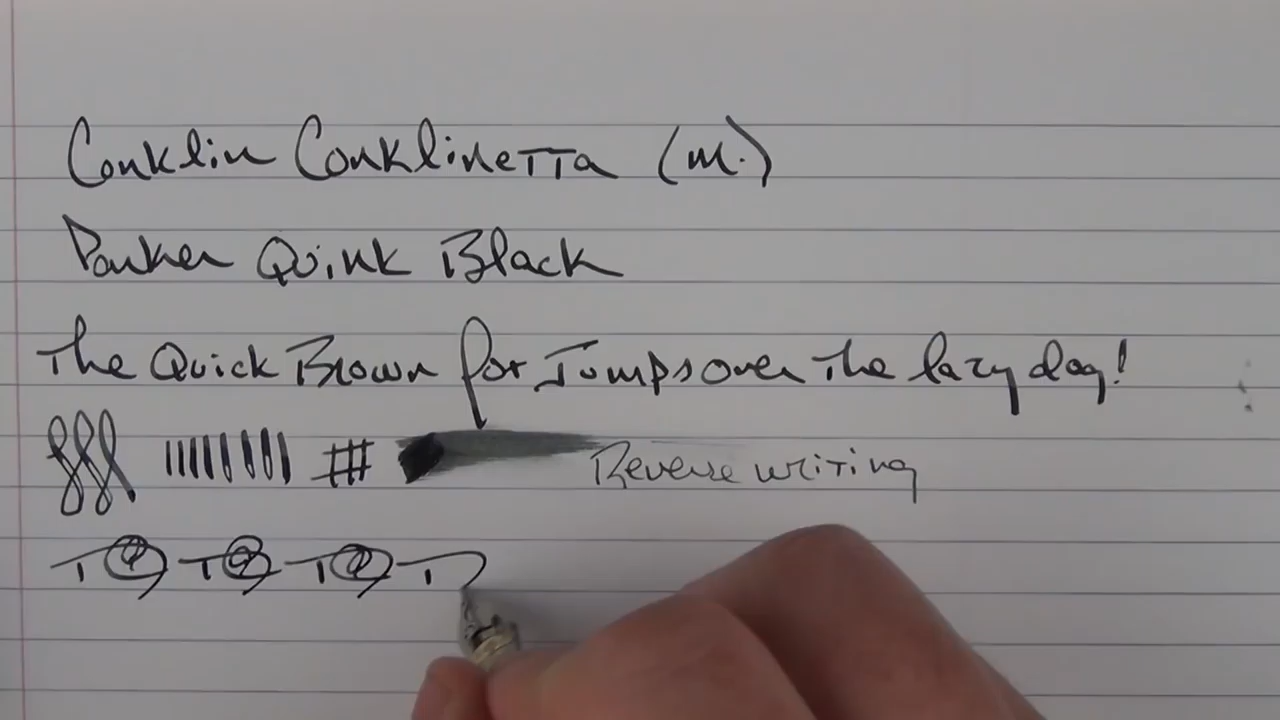 Conklin Conklinetta (m.)
Parker Quink Black
The Quick Brown fox Jumps over The lazy dog!
Reverse writing